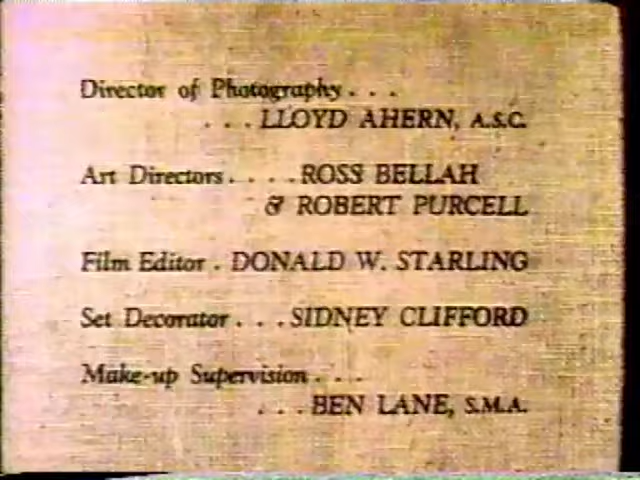 Director of Photography . . .
. . . LLOYD AHERN, A.S.C.
Art Directors . . . . ROSS BELLAH
& ROBERT PURCELL
Film Editor . DONALD W. STARLING
Set Decorator . . . SIDNEY CLIFFORD
Make-up Supervision . . .
. . . BEN LANE, S.M.A.